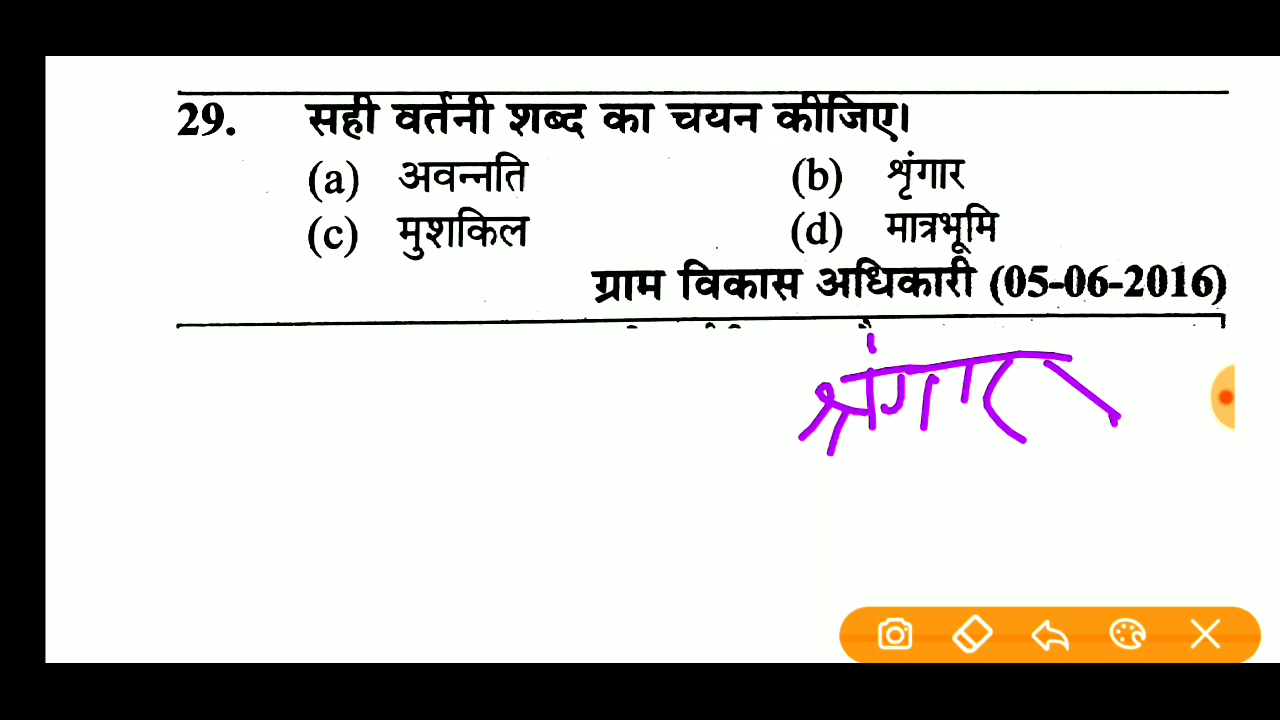 29. सही वर्तनी शब्द का चयन कीजिए।
(a) अवन्नति (b) शृंगार
(c) मुशकिल (d) मात्रभूमि
ग्राम विकास अधिकारी (05-06-2016)
श्रंगार